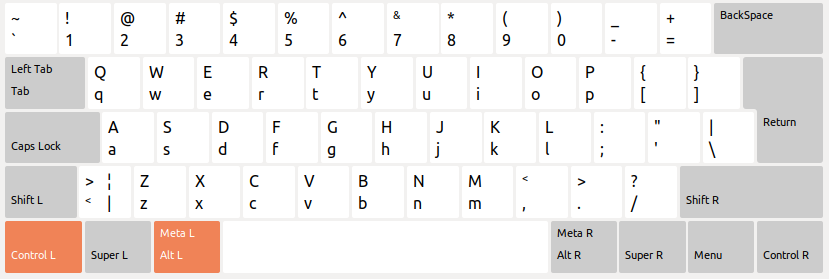 ~ ! @ # $ % ^ & * ( ) _ + BackSpace
` 1 2 3 4 5 6 7 8 9 0 - =
Left Tab Q W E R T Y U I O P { }
Tab q w e r t y u i o p [ ]
A S D F G H J K L : " | Return
Caps Lock a s d f g h j k l ; ' \
> ¦ Z X C V B N M < > ?
Shift L < | z x c v b n m , . / Shift R
Meta L Meta R
Control L Super L Alt L Alt R Super R Menu Control R